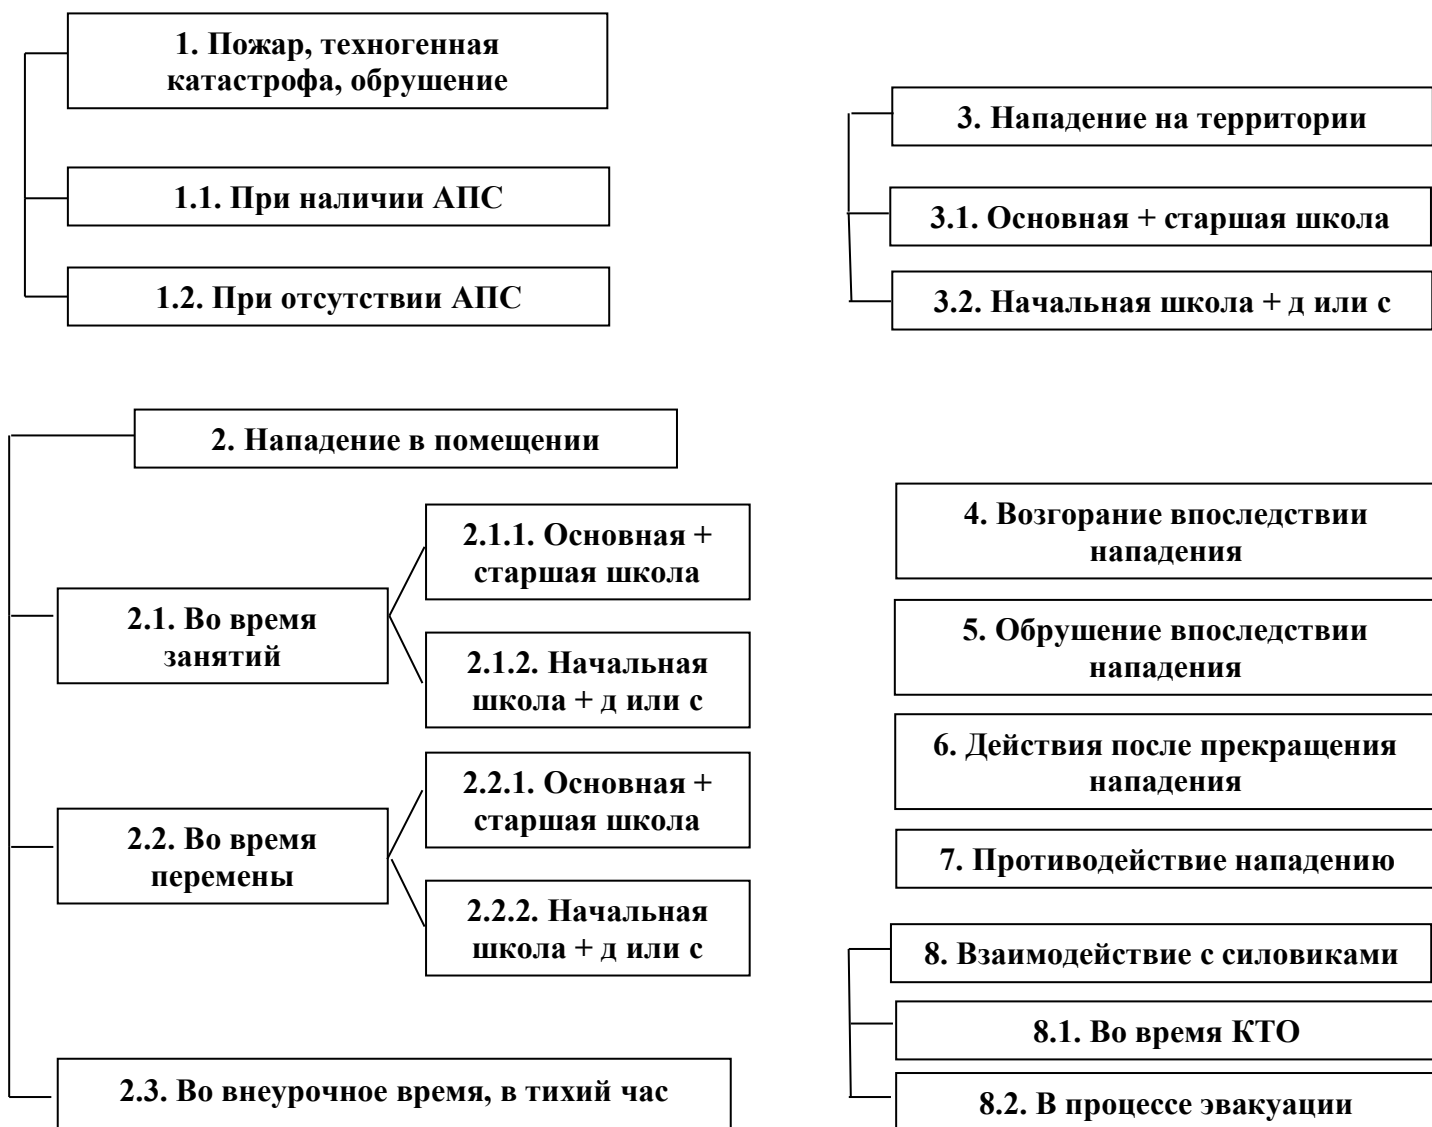 1. Пожар, техногенная
катастрофа, обрушение
1.1. При наличии АПС
1.2. При отсутствии АПС
2. Нападение в помещении
2.1. Во время
занятий
2.1.1. Основная +
старшая школа
2.1.2. Начальная
школа + д или с
2.2. Во время
перемены
2.2.1. Основная +
старшая школа
2.2.2. Начальная
школа + д или с
2.3. Во внеурочное время, в тихий час
3. Нападение на территории
3.1. Основная + старшая школа
3.2. Начальная школа + д или с
4. Возгорание впоследствии
нападения
5. Обрушение впоследствии
нападения
6. Действия после прекращения
нападения
7. Противодействие нападению
8. Взаимодействие с силовиками
8.1. Во время КТО
8.2. В процессе эвакуации